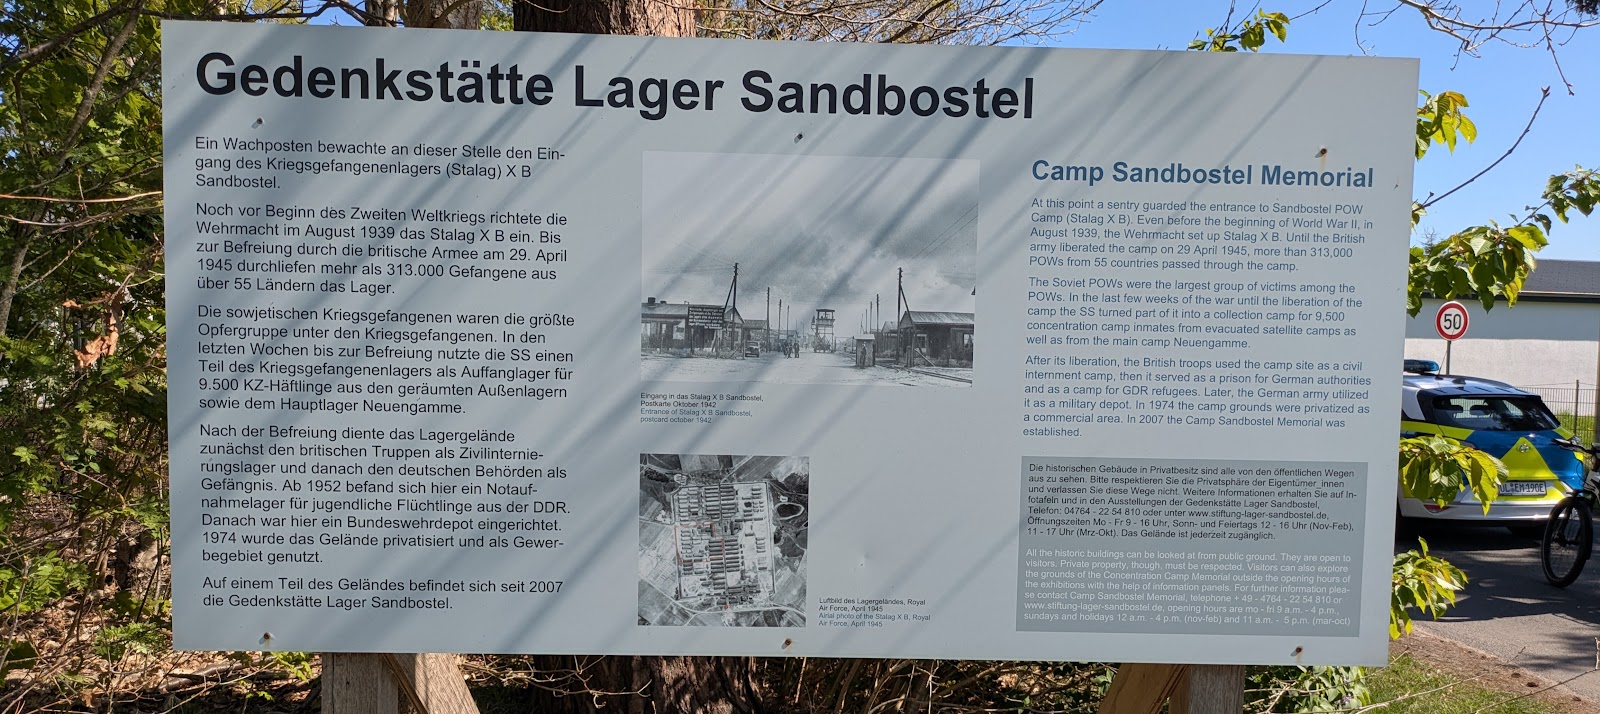 Gedenkstätte Lager Sandbostel
Ein Wachposten bewachte an dieser Stelle den Ein-
gang des Kriegsgefangenenlagers (Stalag) X B
Sandbostel.
Noch vor Beginn des Zweiten Weltkriegs richtete die
Wehrmacht im August 1939 das Stalag X B ein. Bis
zur Befreiung durch die britische Armee am 29. April
1945 durchliefen mehr als 313.000 Gefangene aus
über 55 Ländern das Lager.
Die sowjetischen Kriegsgefangenen waren die größte
Opfergruppe unter den Kriegsgefangenen. In den
letzten Wochen bis zur Befreiung nutzte die SS einen
Teil des Kriegsgefangenenlagers als Auffanglager für
9.500 KZ-Häftlinge aus den geräumten Außenlagern
sowie dem Hauptlager Neuengamme.
Nach der Befreiung diente das Lagergelände
zunächst den britischen Truppen als Zivilinternie-
rungslager und danach den deutschen Behörden als
Gefängnis. Ab 1952 befand sich hier ein Notauf-
nahmelager für jugendliche Flüchtlinge aus der DDR.
Danach war hier ein Bundeswehrdepot eingerichtet.
1974 wurde das Gelände privatisiert und als Gewer-
begebiet genutzt.
Auf einem Teil des Geländes befindet sich seit 2007
die Gedenkstätte Lager Sandbostel.
Eingang in das Stalag X B Sandbostel,
Postkarte Oktober 1942
Entrance of Stalag X B Sandbostel,
postcard october 1942
Luftbild des Lagergeländes, Royal
Air Force, April 1945
Airial photo of the Stalag X B, Royal
Air Force, April 1945
Camp Sandbostel Memorial
At this point a sentry guarded the entrance to Sandbostel POW
Camp (Stalag X B). Even before the beginning of World War II, in
August 1939, the Wehrmacht set up Stalag X B. Until the British
army liberated the camp on 29 April 1945, more than 313,000
POWs from 55 countries passed through the camp.
The Soviet POWs were the largest group of victims among the
POWs. In the last few weeks of the war until the liberation of the
camp the SS turned part of it into a collection camp for 9,500
concentration camp inmates from evacuated satellite camps as
well as from the main camp Neuengamme.
After its liberation, the British troops used the camp site as a civil
internment camp, then it served as a prison for German authorities
and as a camp for GDR refugees. Later, the German army utilized
it as a military depot. In 1974 the camp grounds were privatized as
a commercial area. In 2007 the Camp Sandbostel Memorial was
established.
Die historischen Gebäude in Privatbesitz sind alle von den öffentlichen Wegen
aus zu sehen. Bitte respektieren Sie die Privatsphäre der Eigentümer_innen
und verlassen Sie diese Wege nicht. Weitere Informationen erhalten Sie auf In-
fotafeln und in den Ausstellungen der Gedenkstätte Lager Sandbostel,
Telefon: 04764 - 22 54 810 oder unter www.stiftung-lager-sandbostel.de,
Öffnungszeiten Mo - Fr 9 - 16 Uhr, Sonn- und Feiertags 12 - 16 Uhr (Nov-Feb),
11 - 17 Uhr (Mrz-Okt). Das Gelände ist jederzeit zugänglich.
All the historic buildings can be looked at from public ground. They are open to
visitors. Private property, though, must be respected. Visitors can also explore
the grounds of the Concentration Camp Memorial outside the opening hours of
the exhibitions with the help of information panels. For further information plea-
se contact Camp Sandbostel Memorial, telephone + 49 - 4764 - 22 54 810 or
www.stiftung-lager-sandbostel.de, opening hours are mo - fri 9 a.m. - 4 p.m.,
sundays and holidays 12 a.m. - 4 p.m. (nov-feb) and 11 a.m. - 5 p.m. (mar-oct)
50